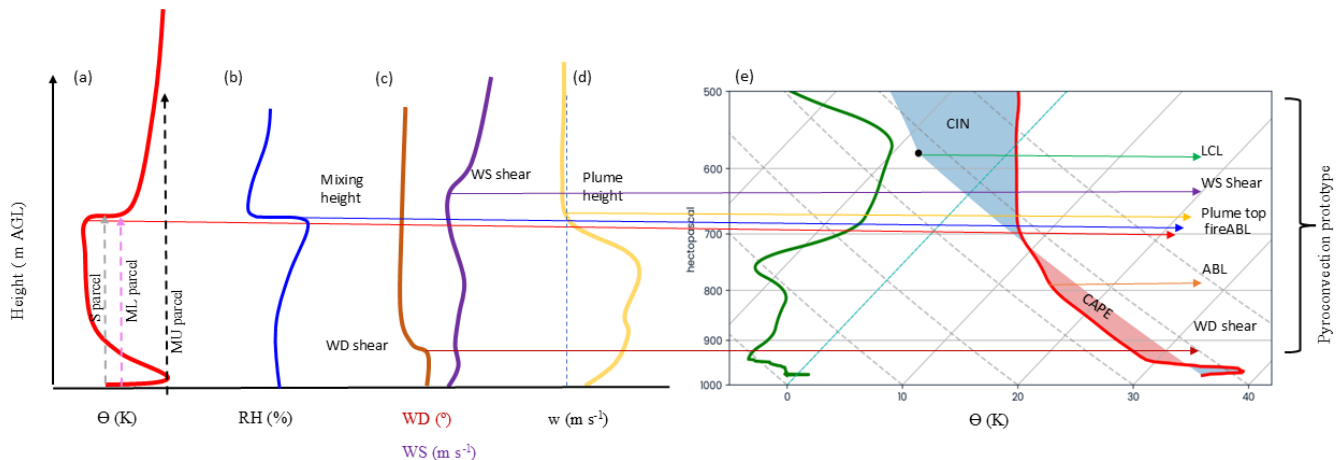 (a)
(b)
(c)
(d)
(e)
Height ( m AGL)
S parcel
ML parcel
MU parcel
Ɵ (K)
RH (%)
Mixing
height
WD shear
WS shear
WD (°)
WS (m s-1)
Plume
height
w (m s-1)
hectopascal
500
600
700
800
900
1000
0
10
20
30
40
Ɵ (K)
CIN
CAPE
LCL
WS Shear
Plume top
fireABL
ABL
WD shear
Pyroconvection prototype